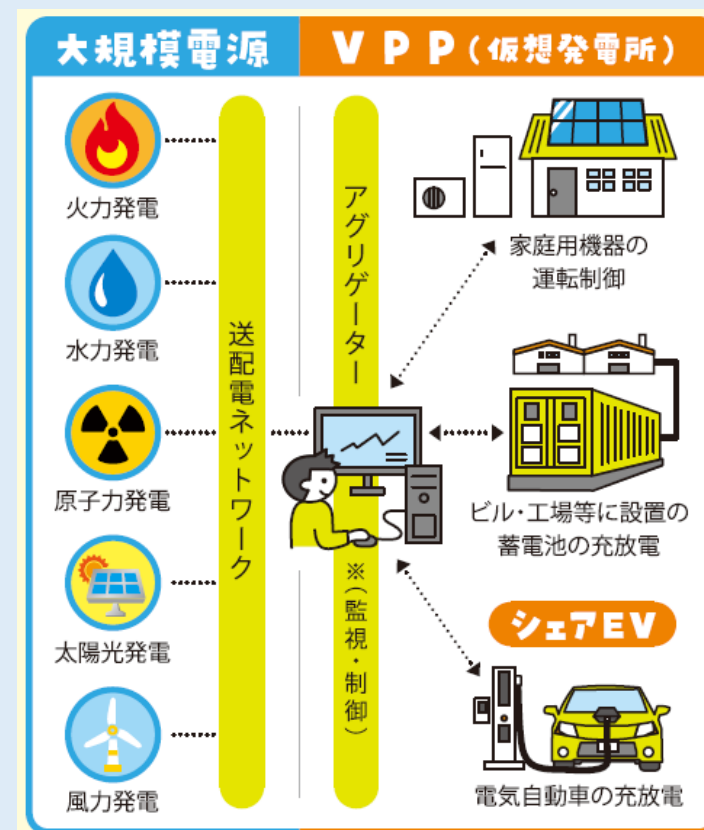 大規模電源
VPP(仮想発電所)
火力発電
水力発電
原子力発電
太陽光発電
風力発電
送配電ネットワーク
アグリゲーター
※(監視・制御)
家庭用機器の
運転制御
ビル・工場等に設置の
蓄電池の充放電
シェアEV
電気自動車の充放電